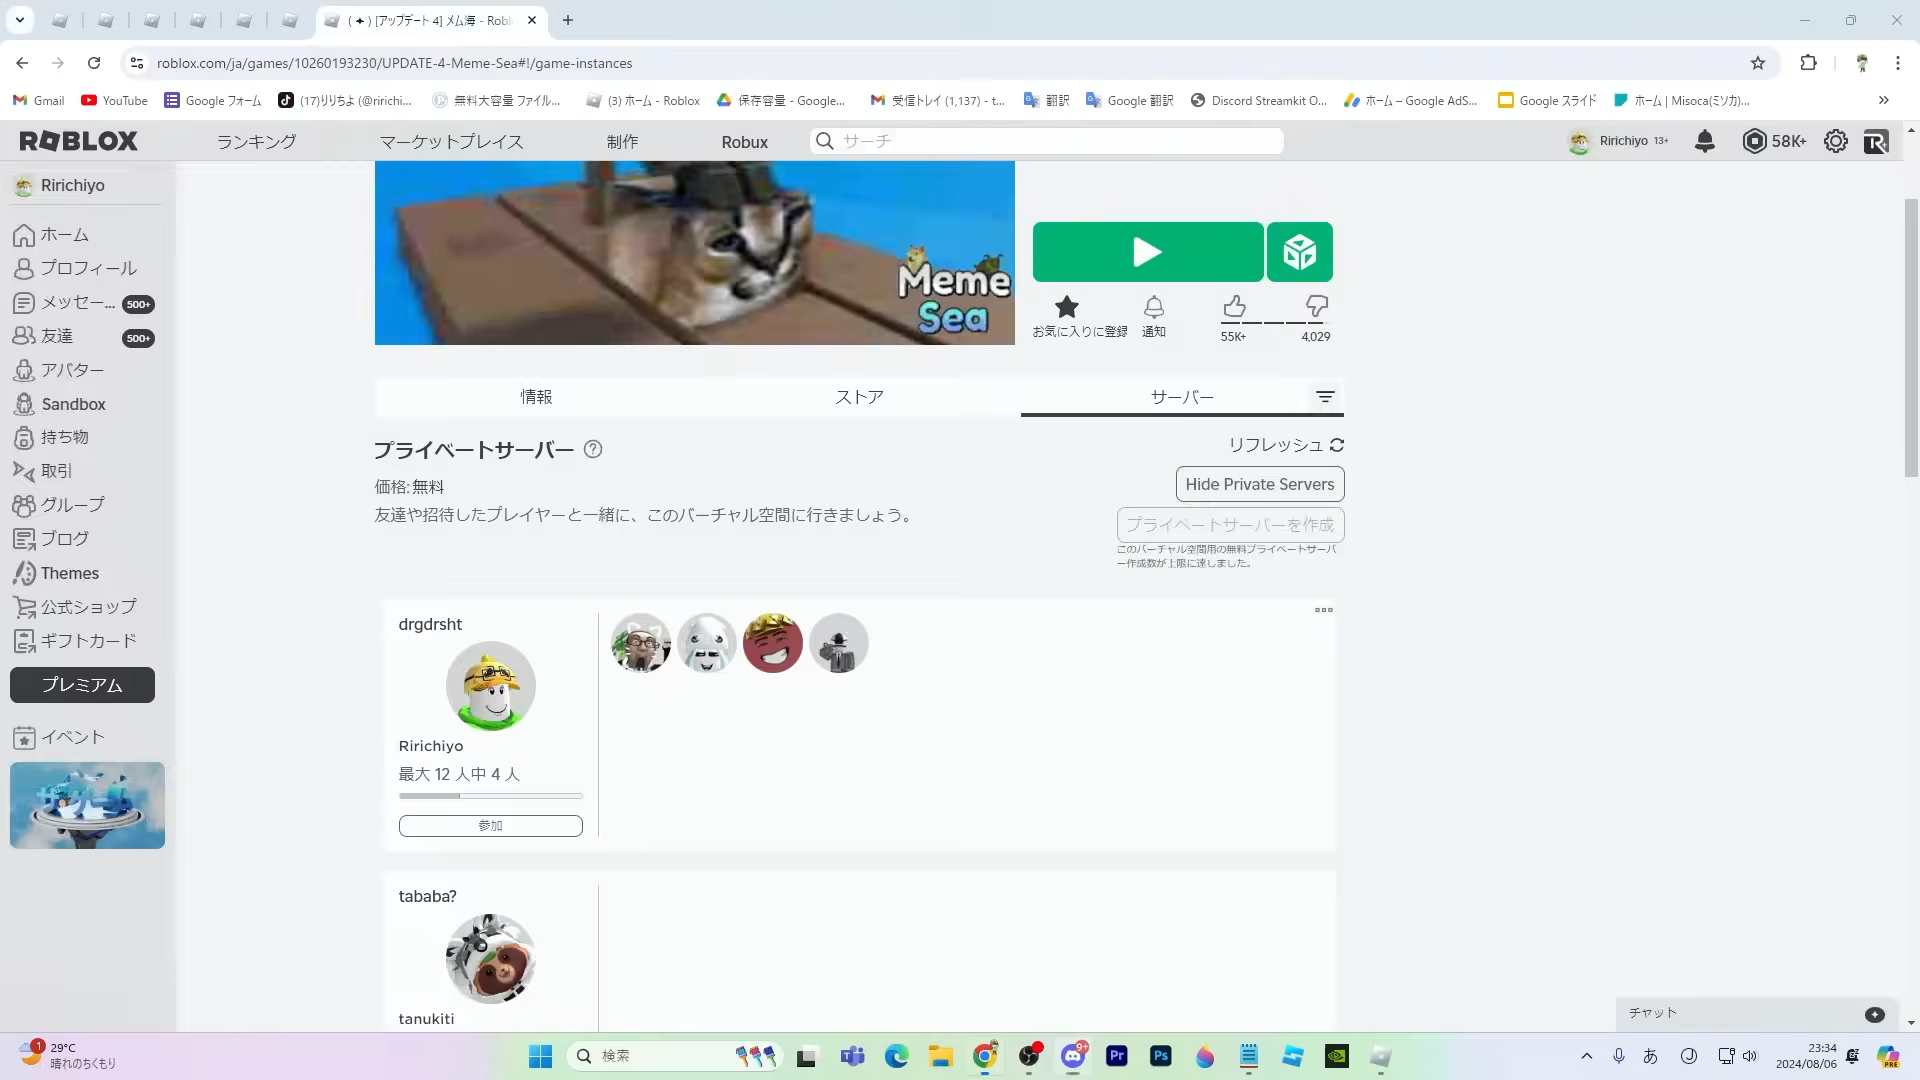 ( ✦ ) [アップデート 4] メム海 - Robl
roblox.com/ja/games/10260193230/UPDATE-4-Meme-Sea#!/game-instances
Gmail YouTube Google フォーム (17)りりちよ (@ririchi... 無料大容量 ファイル... (3) ホーム - Roblox 保存容量 - Google... 受信トレイ (1,137) - t... 翻訳 Google 翻訳 Discord Streamkit O... ホーム – Google AdS... Google スライド ホーム | Misoca(ミソカ)...
ROBLOX ランキング マーケットプレイス 制作 Robux サーチ Ririchiyo 13+ 58K+
Ririchiyo
ホーム
プロフィール
メッセー... 500+
友達 500+
アバター
Sandbox
持ち物
取引
グループ
ブログ
Themes
公式ショップ
ギフトカード
プレミアム
イベント
Meme
Sea
お気に入りに登録 通知 55K+ 4,029
情報 ストア サーバー
プライベートサーバー
リフレッシュ
価格: 無料
Hide Private Servers
友達や招待したプレイヤーと一緒に、このバーチャル空間に行きましょう。
プライベートサーバーを作成
このバーチャル空間用の無料プライベートサーバ
ー作成数が上限に達しました。
drgdrsht
Ririchiyo
最大 12 人中 4 人
参加
tababa?
tanukiti
チャット
1 29°C
晴れのちくもり
検索
9+
Pr
Ps
あ
23:34
2024/08/06
PRE